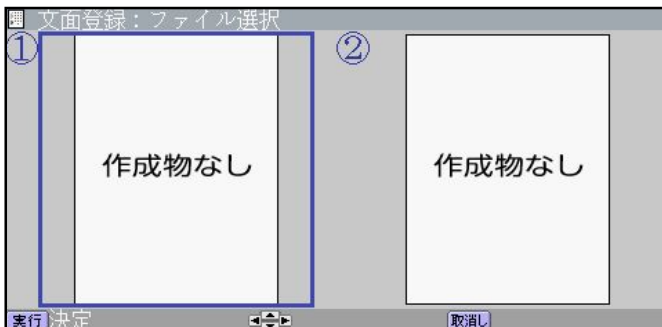 文面登録：ファイル選択
① ②
作成物なし 作成物なし
実行 決定 取消し